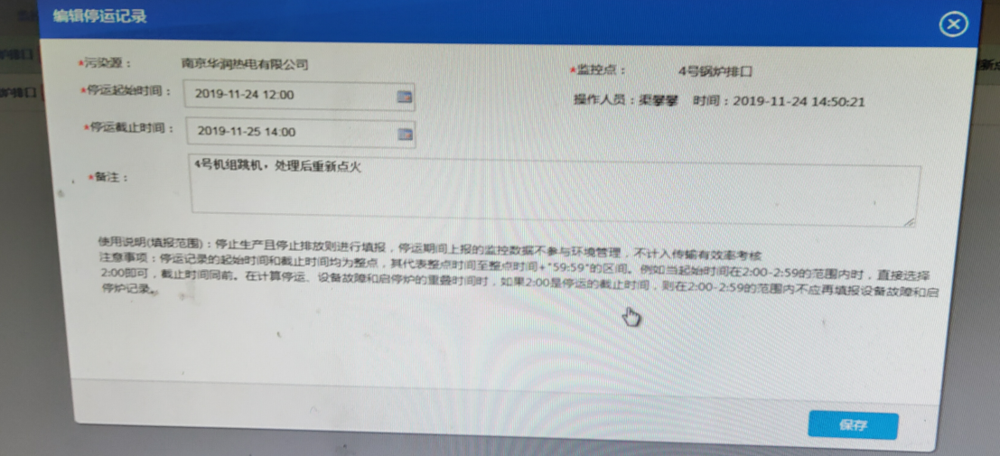 编辑停运记录
炉排口
炉排口
*污染源： 南京华润热电有限公司 *监控点： 4号锅炉排口
*停运起始时间： 2019-11-24 12:00 操作人员：栗攀攀 时间：2019-11-24 14:50:21
*停运截止时间： 2019-11-25 14:00
*备注： 4号机组跳机，处理后重新点火
使用说明(填报范围)：停止生产且停止排放则进行填报，停运期间上报的监控数据不参与环境管理，不计入传输有效率考核
注意事项：停运记录的起始时间和截止时间均为整点，其代表整点时间至整点时间+"59:59"的区间。例如当起始时间在2:00-2:59的范围内时，直接选择
2:00即可，截止时间同前。在计算停运、设备故障和启停炉的重叠时间时，如果2:00是停运的截止时间，则在2:00-2:59的范围内不应再填报设备故障和启
停炉记录。
保存